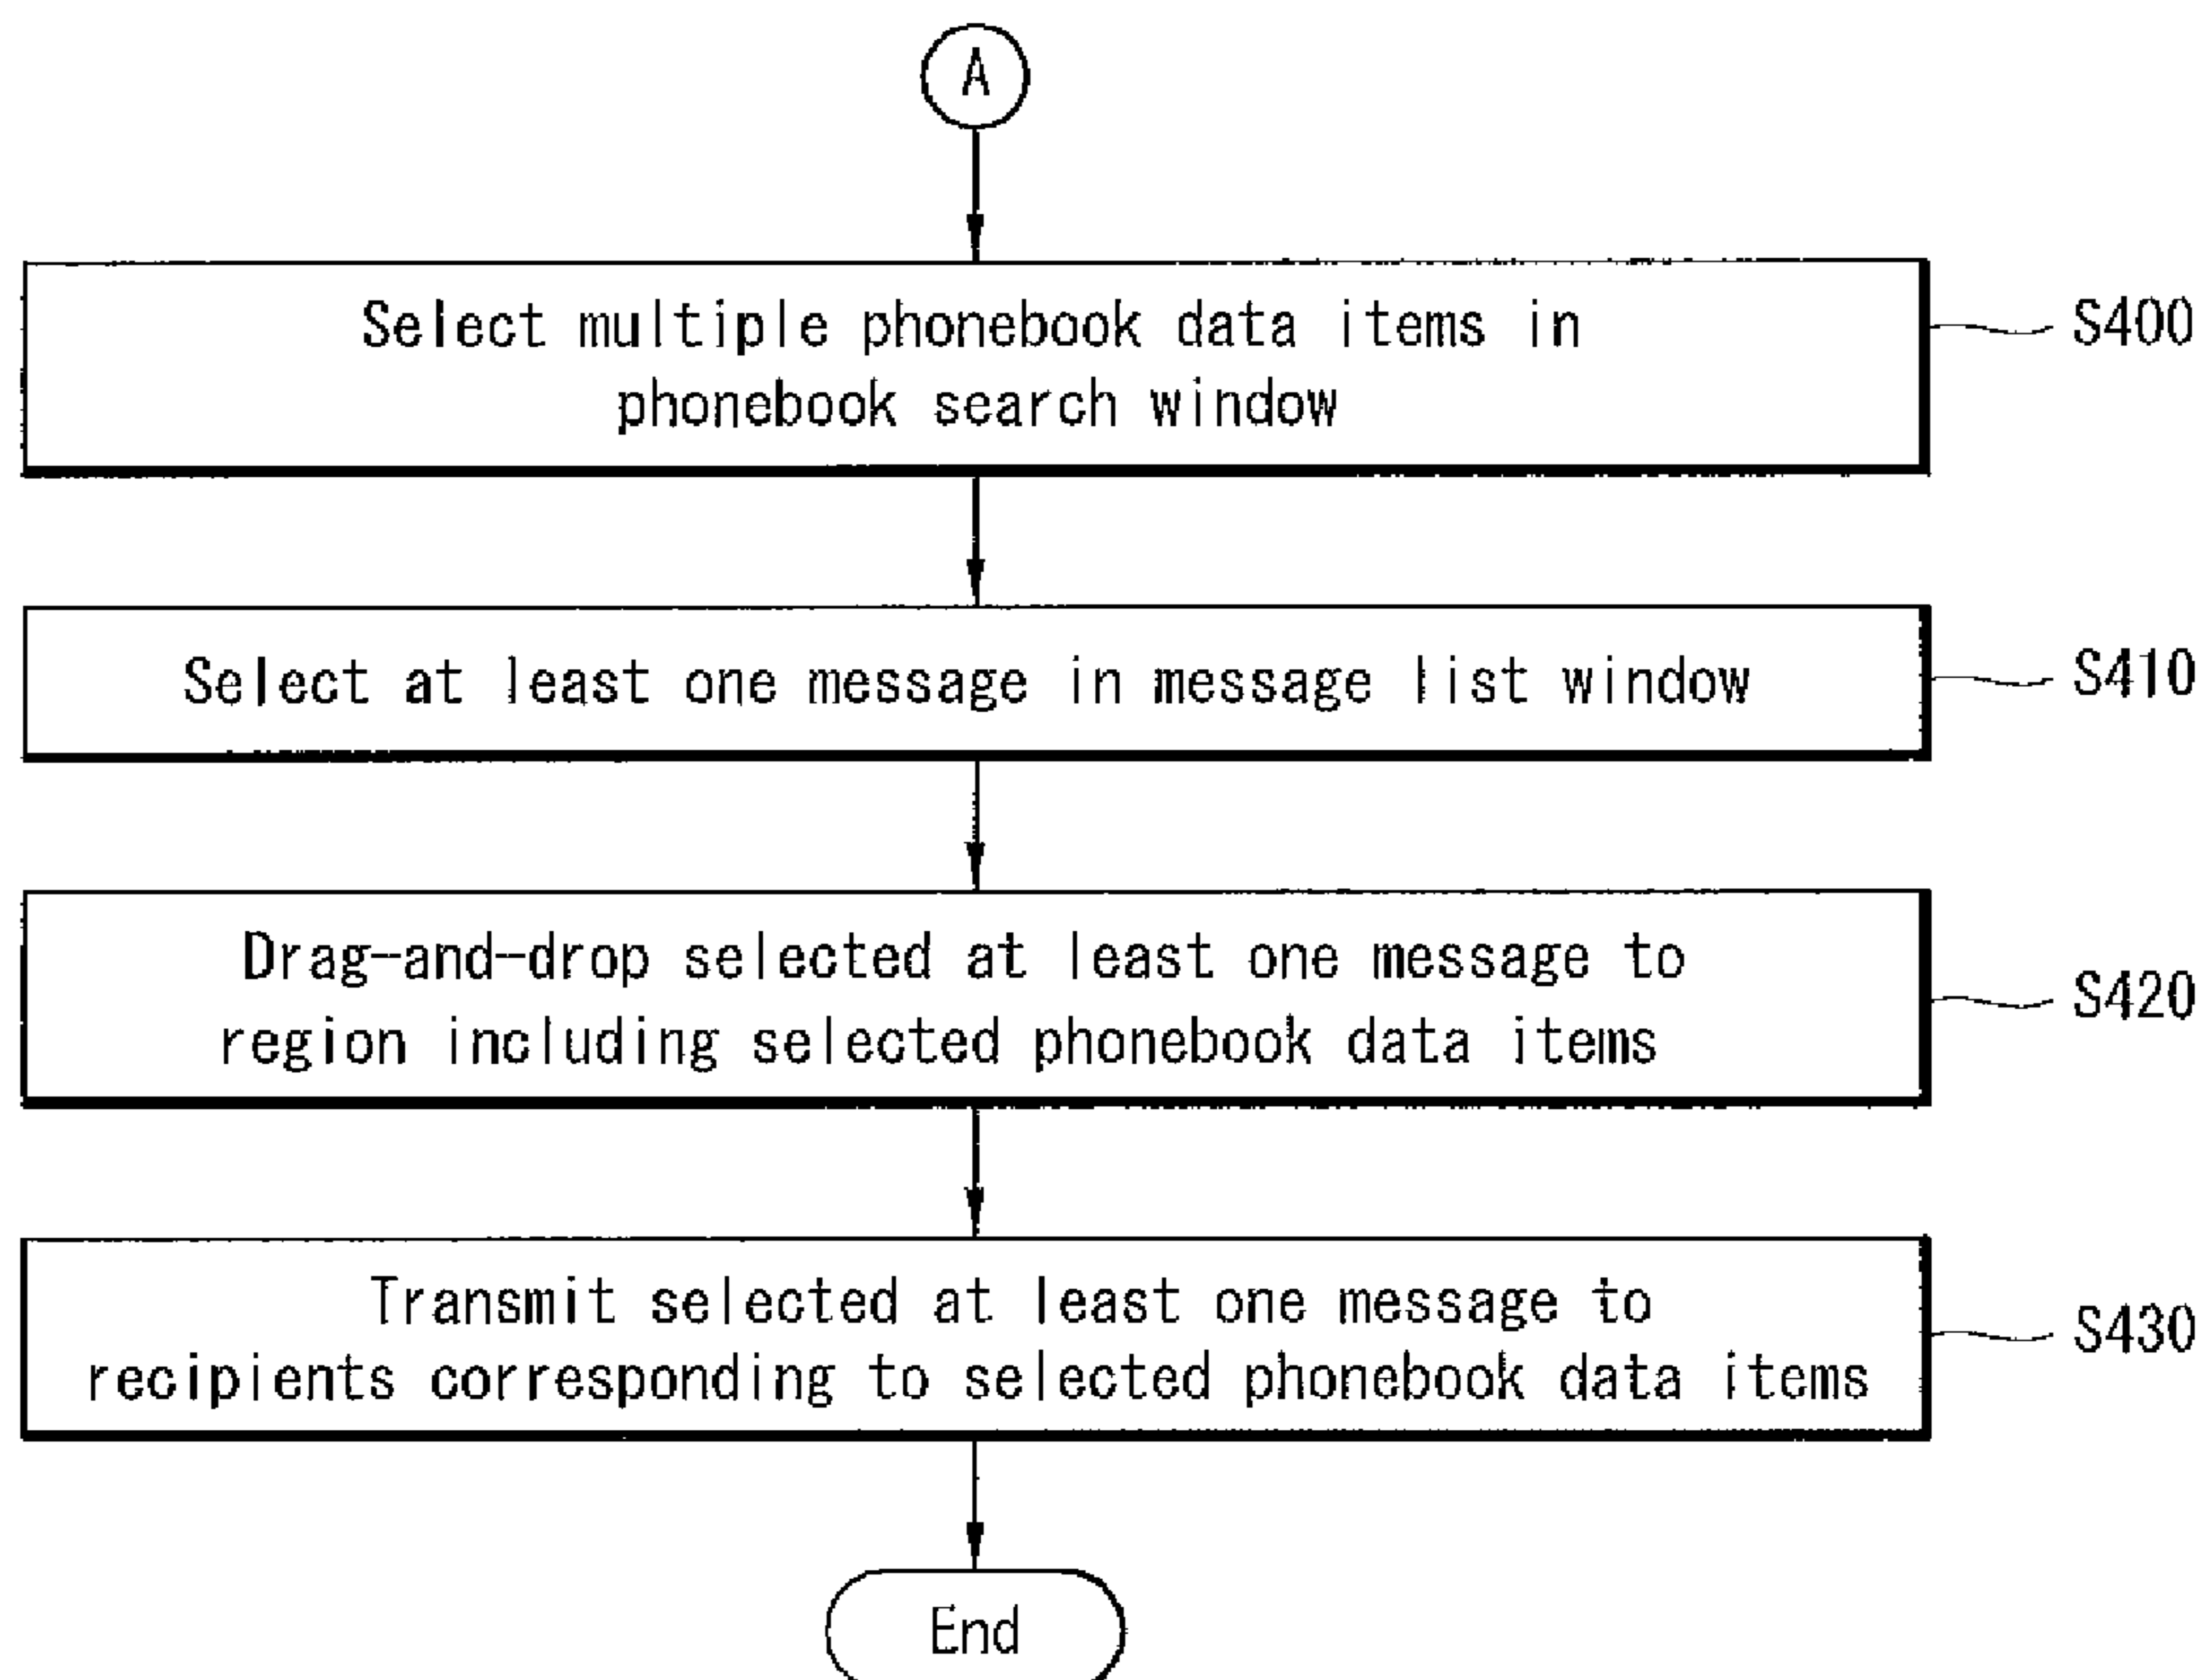 A
Select multiple phonebook data items in
phonebook search window
S400
Select at least one message in message list window
S410
Drag-and-drop selected at least one message to
region including selected phonebook data items
S420
Transmit selected at least one message to
recipients corresponding to selected phonebook data items
S430
End